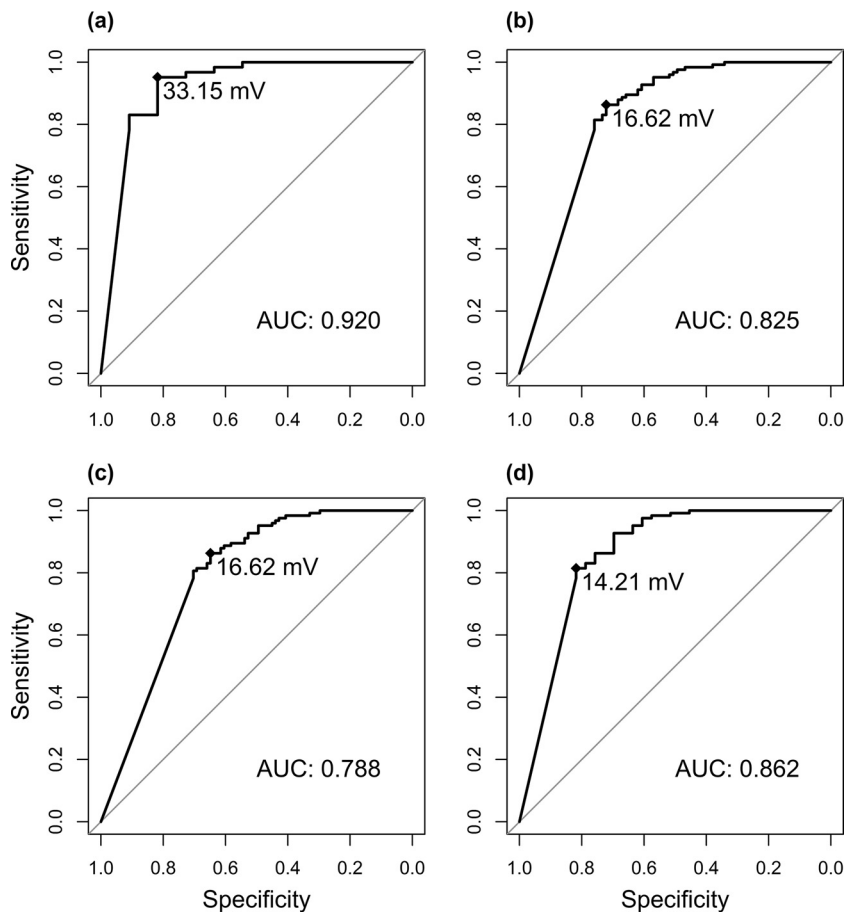 (a)
1.0
0.8
0.6
0.4
0.2
0.0
Sensitivity
33.15 mV
AUC: 0.920
1.0 0.8 0.6 0.4 0.2 0.0
(b)
1.0
0.8
0.6
0.4
0.2
0.0
16.62 mV
AUC: 0.825
1.0 0.8 0.6 0.4 0.2 0.0
(c)
1.0
0.8
0.6
0.4
0.2
0.0
Sensitivity
16.62 mV
AUC: 0.788
1.0 0.8 0.6 0.4 0.2 0.0
Specificity
(d)
1.0
0.8
0.6
0.4
0.2
0.0
14.21 mV
AUC: 0.862
1.0 0.8 0.6 0.4 0.2 0.0
Specificity